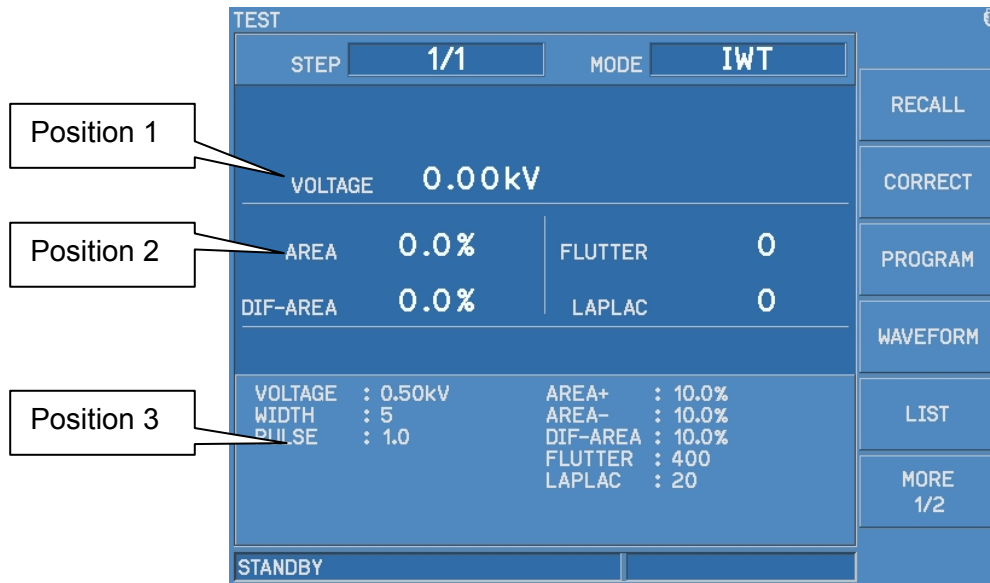 TEST
STEP 1/1 MODE IWT
Position 1
VOLTAGE 0.00kV
Position 2
AREA 0.0% FLUTTER 0
DIF-AREA 0.0% LAPLAC 0
Position 3
VOLTAGE : 0.50kV AREA+ : 10.0%
WIDTH : 5 AREA- : 10.0%
PULSE : 1.0 DIF-AREA : 10.0%
FLUTTER : 400
LAPLAC : 20
STANDBY
RECALL
CORRECT
PROGRAM
WAVEFORM
LIST
MORE
1/2